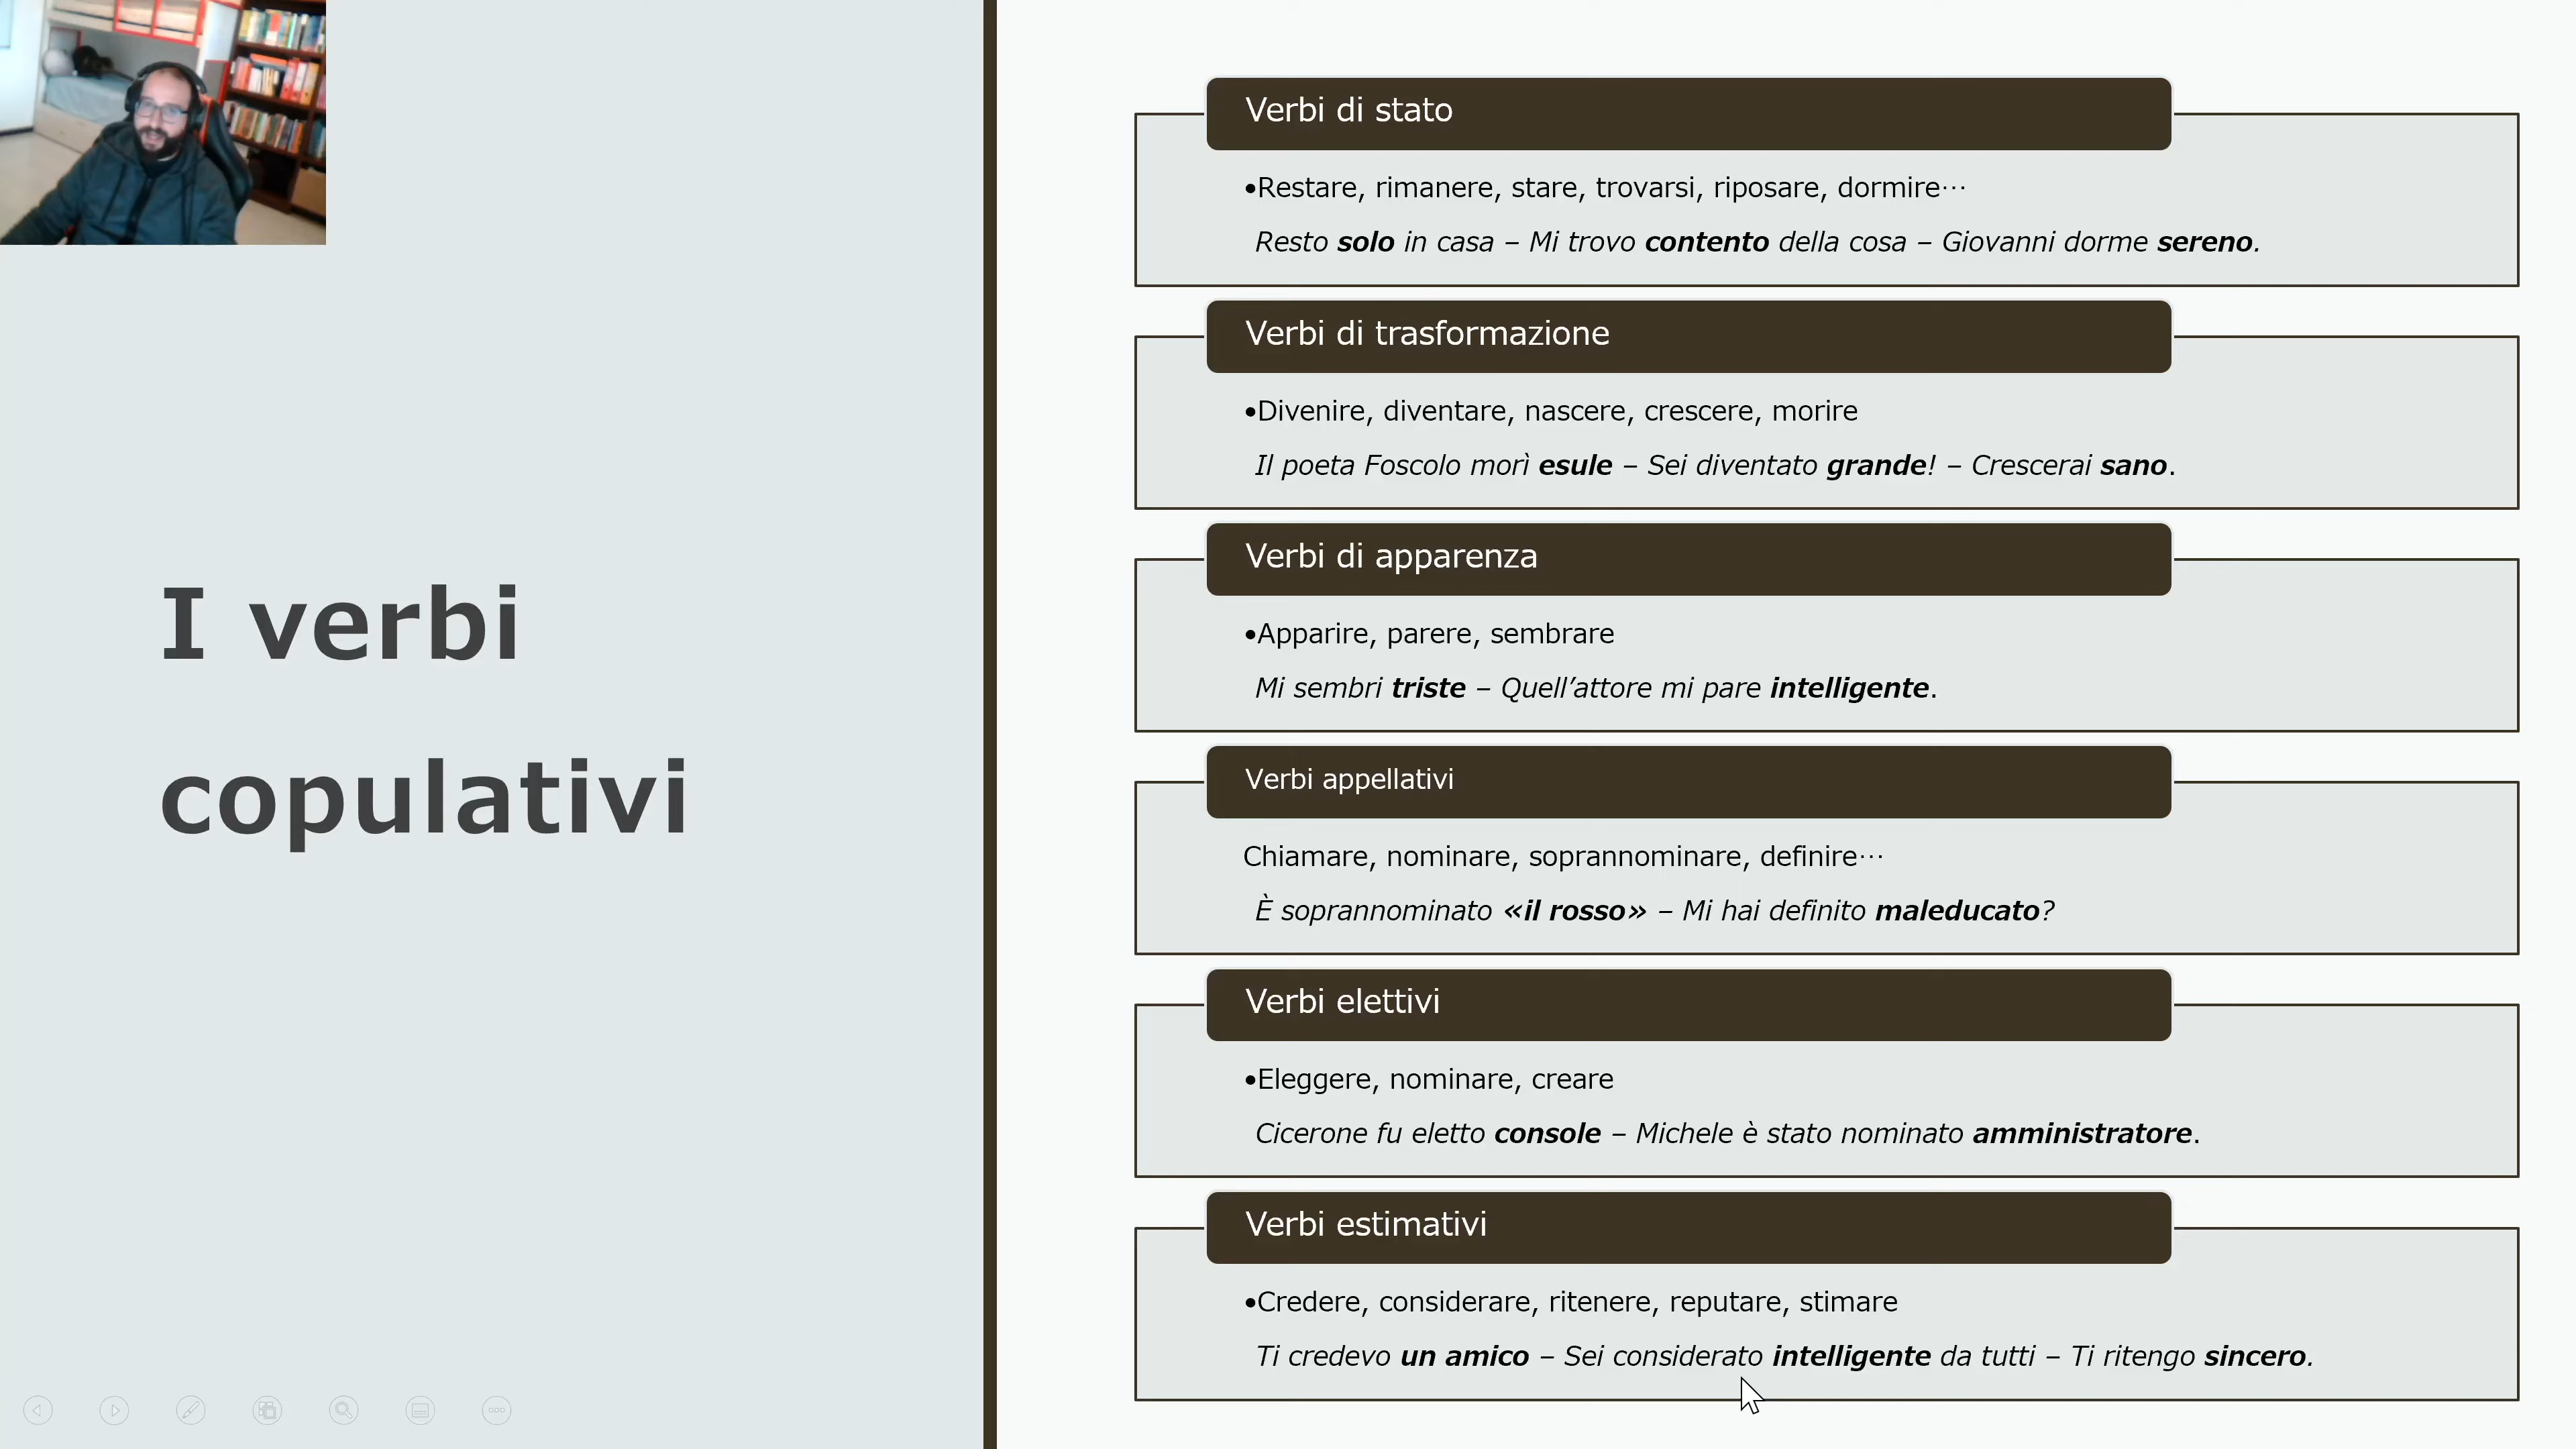 I verbi
copulativi
Verbi di stato
•Restare, rimanere, stare, trovarsi, riposare, dormire…
Resto solo in casa – Mi trovo contento della cosa – Giovanni dorme sereno.
Verbi di trasformazione
•Divenire, diventare, nascere, crescere, morire
Il poeta Foscolo morì esule – Sei diventato grande! – Crescerai sano.
Verbi di apparenza
•Apparire, parere, sembrare
Mi sembri triste – Quell’attore mi pare intelligente.
Verbi appellativi
Chiamare, nominare, soprannominare, definire…
È soprannominato «il rosso» – Mi hai definito maleducato?
Verbi elettivi
•Eleggere, nominare, creare
Cicerone fu eletto console – Michele è stato nominato amministratore.
Verbi estimativi
•Credere, considerare, ritenere, reputare, stimare
Ti credevo un amico – Sei considerato intelligente da tutti – Ti ritengo sincero.